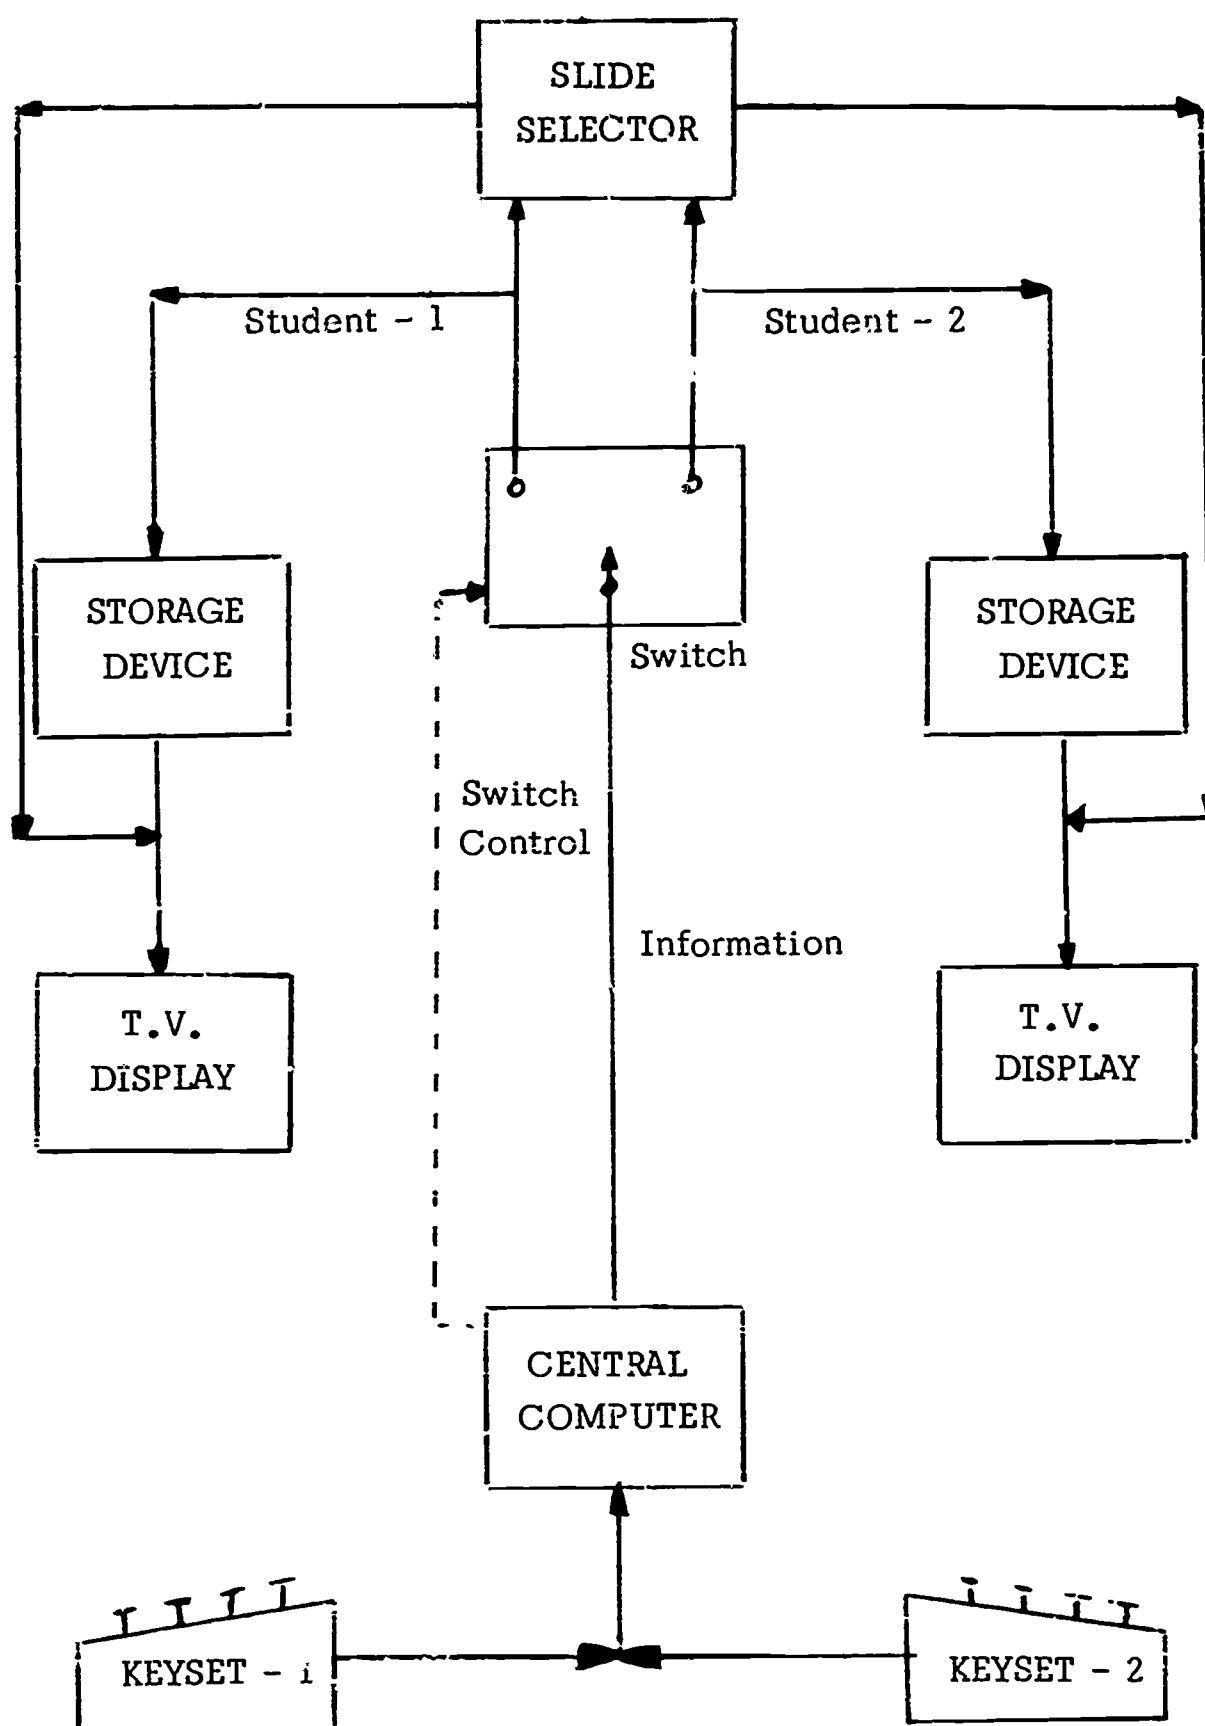 SLIDE
SELECTOR
Student - 1
Student - 2
STORAGE
DEVICE
STORAGE
DEVICE
Switch
Switch
Control
Information
T.V.
DISPLAY
T.V.
DISPLAY
CENTRAL
COMPUTER
KEYSET - 1
KEYSET - 2